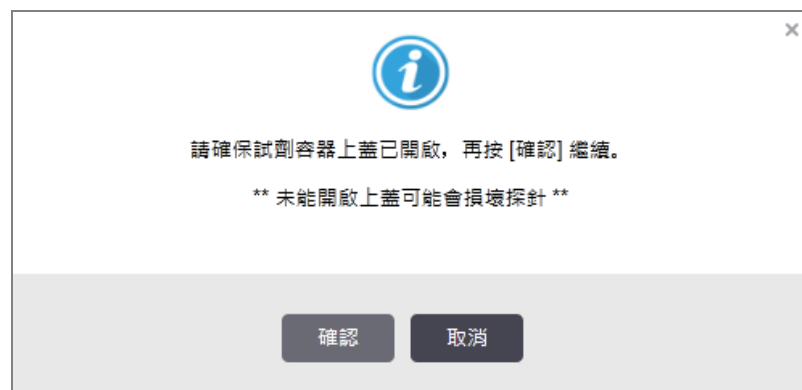 請確保試劑容器上蓋已開啟，再按 [確認] 繼續。
** 未能開啟上蓋可能會損壞探針 **
確認
取消